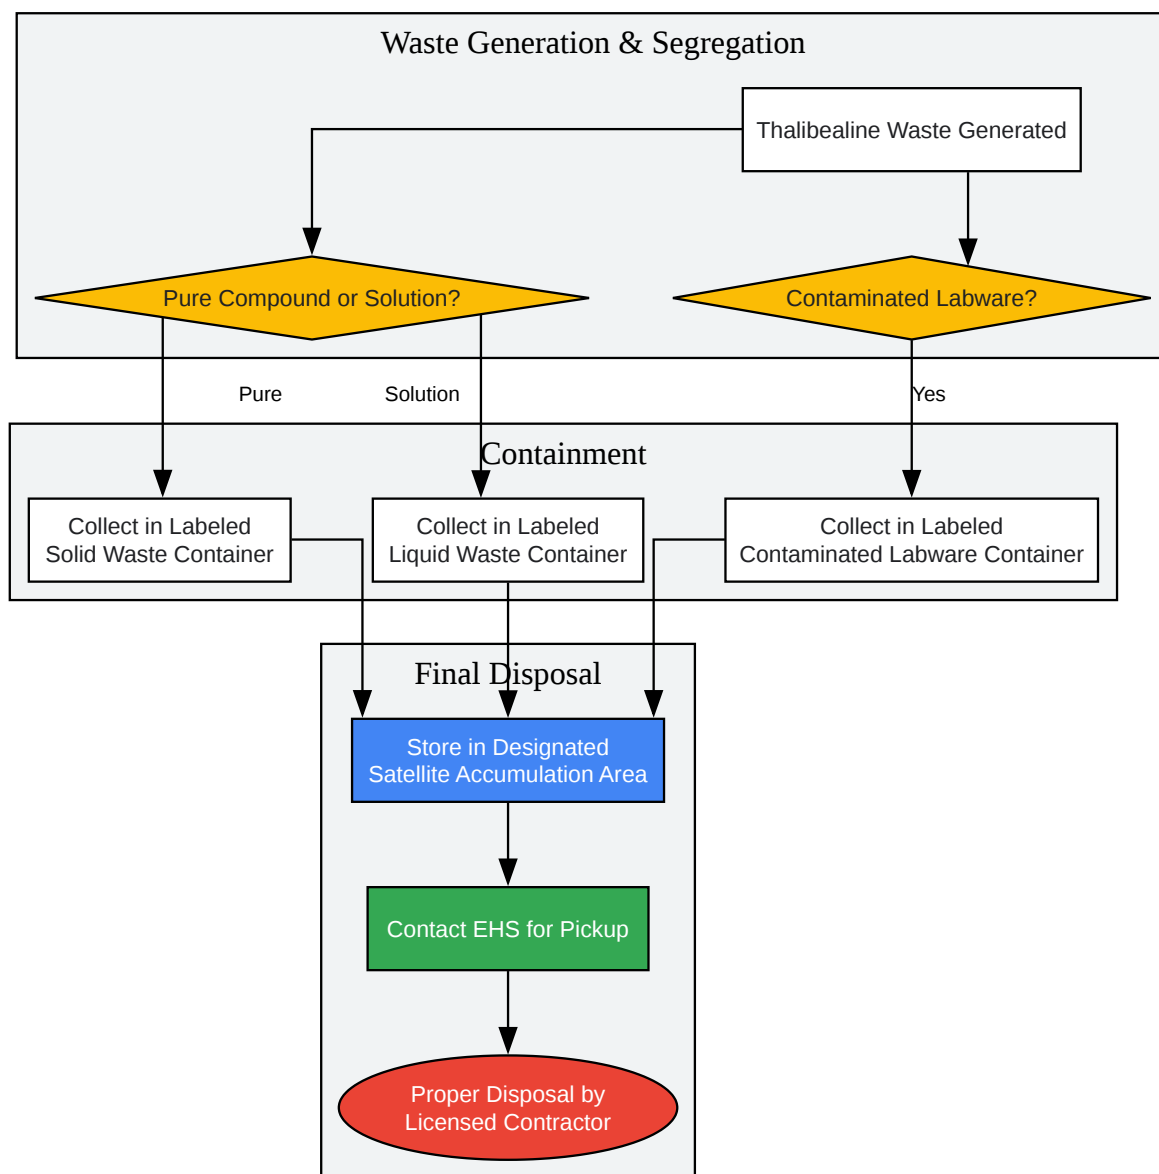 Waste Generation & Segregation
Thalibealine Waste Generated
Pure Compound or Solution?
Contaminated Labware?
Pure
Solution
Yes
Containment
Collect in Labeled
Solid Waste Container
Collect in Labeled
Liquid Waste Container
Collect in Labeled
Contaminated Labware Container
Final Disposal
Store in Designated
Satellite Accumulation Area
Contact EHS for Pickup
Proper Disposal by
Licensed Contractor